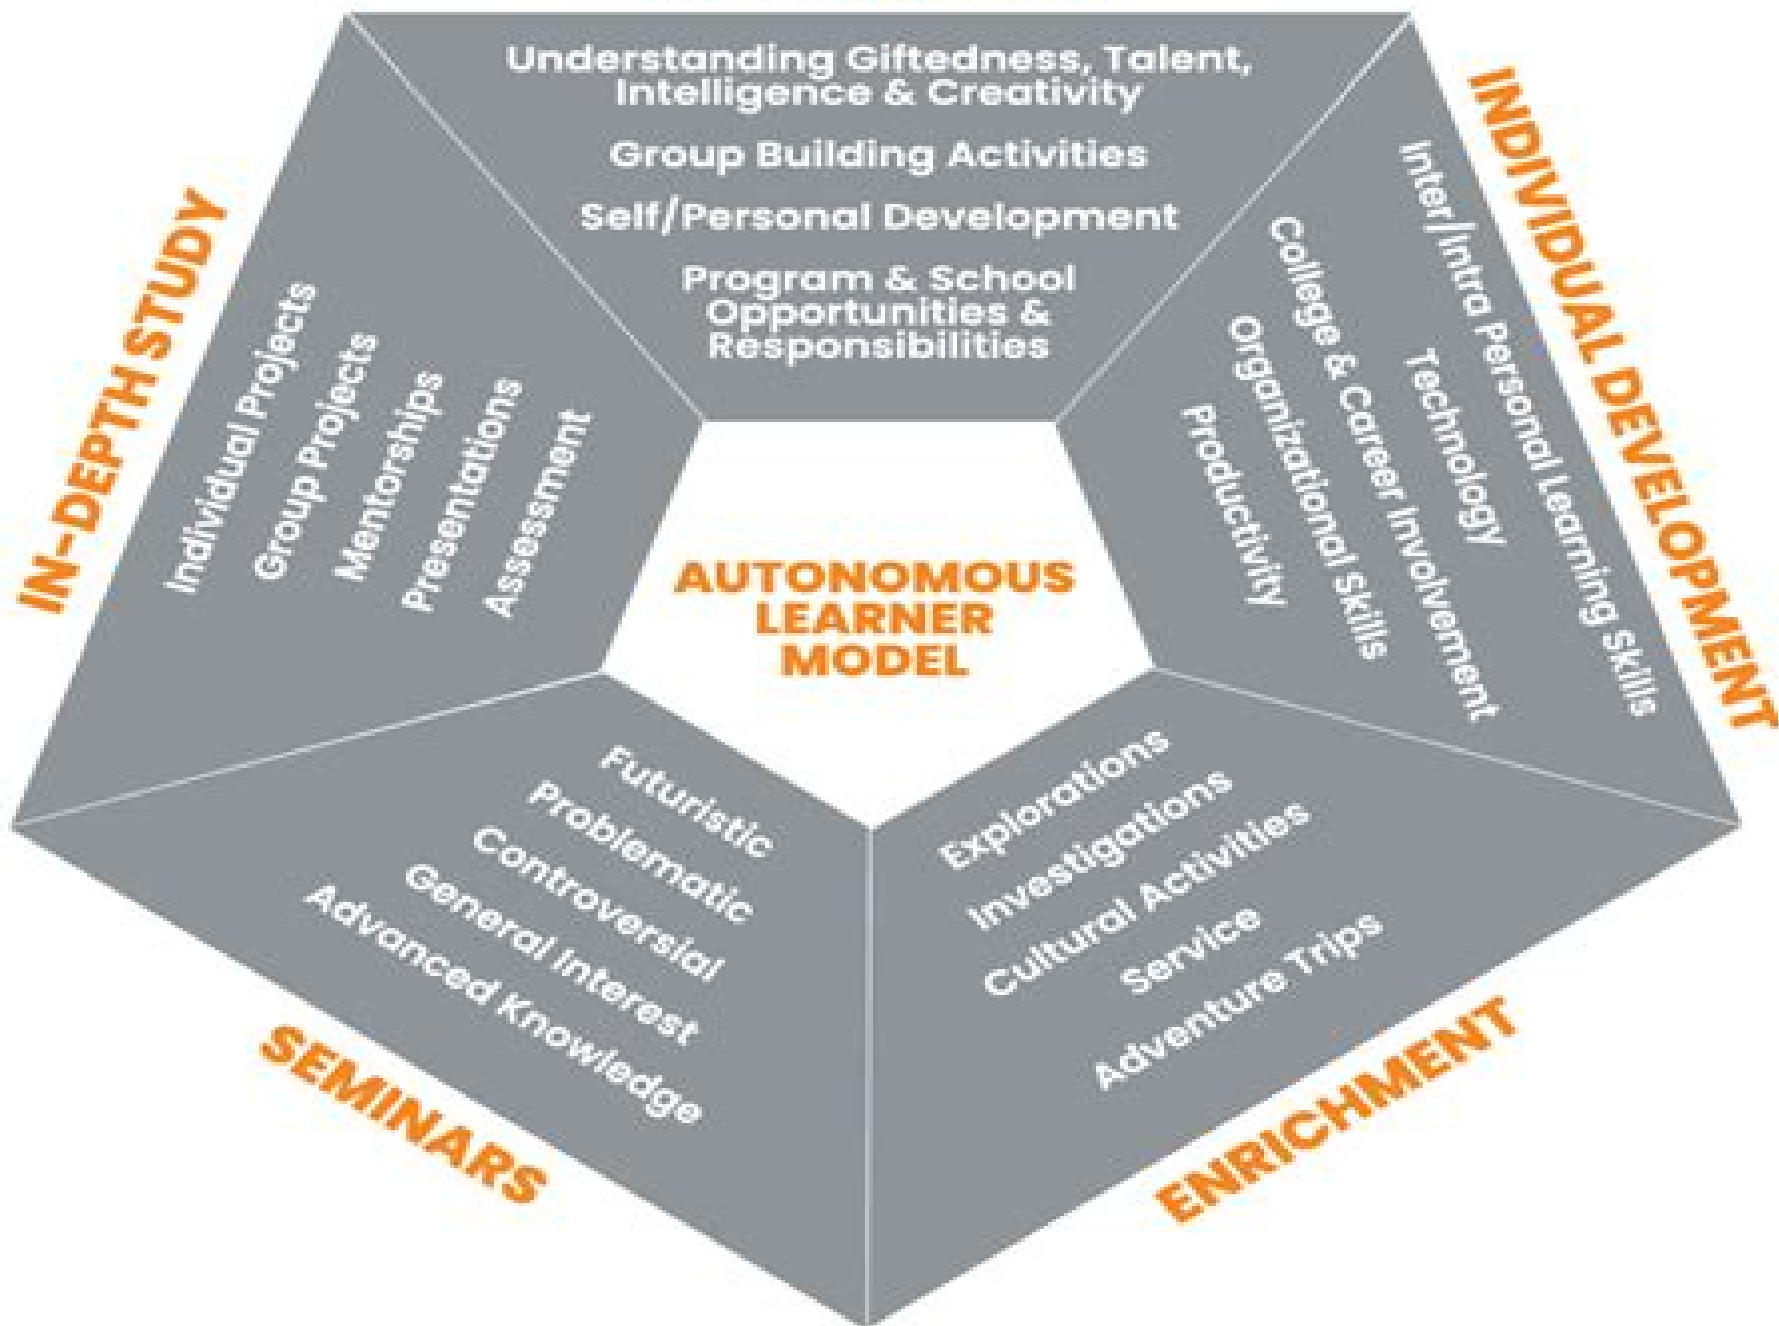 Understanding Giftedness, Talent,
Intelligence & Creativity
Group Building Activities
Self/Personal Development
Program & School
Opportunities &
Responsibilities
INDIVIDUAL DEVELOPMENT
Inter/Intra Personal Learning Skills
Technology
College & Career Involvement
Organizational Skills
Productivity
ENRICHMENT
Explorations
Investigations
Cultural Activities
Service
Adventure Trips
SEMINARS
Futuristic
Problematic
Controversial
General Interest
Advanced Knowledge
IN-DEPTH STUDY
Individual Projects
Group Projects
Mentorships
Presentations
Assessment
AUTONOMOUS
LEARNER
MODEL